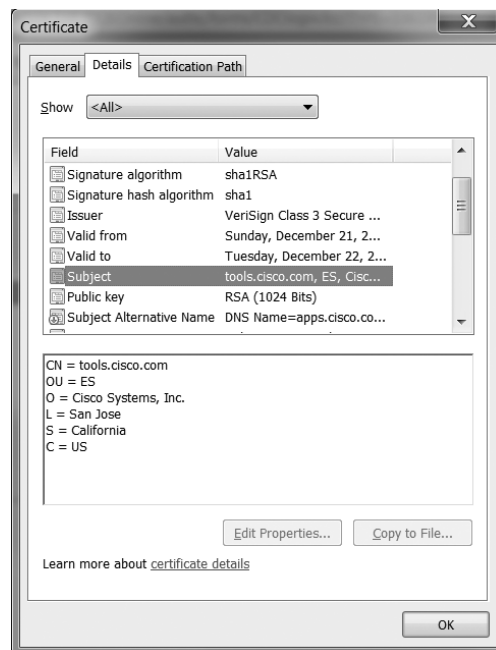 Certificate
X
General Details Certification Path
Show <All>
Field Value
Signature algorithm sha1RSA
Signature hash algorithm sha1
Issuer VeriSign Class 3 Secure ...
Valid from Sunday, December 21, 2...
Valid to Tuesday, December 22, 2...
Subject tools.cisco.com, ES, Cisc...
Public key RSA (1024 Bits)
Subject Alternative Name DNS Name=apps.cisco.co...
CN = tools.cisco.com
OU = ES
O = Cisco Systems, Inc.
L = San Jose
S = California
C = US
Edit Properties... Copy to File...
Learn more about certificate details
OK